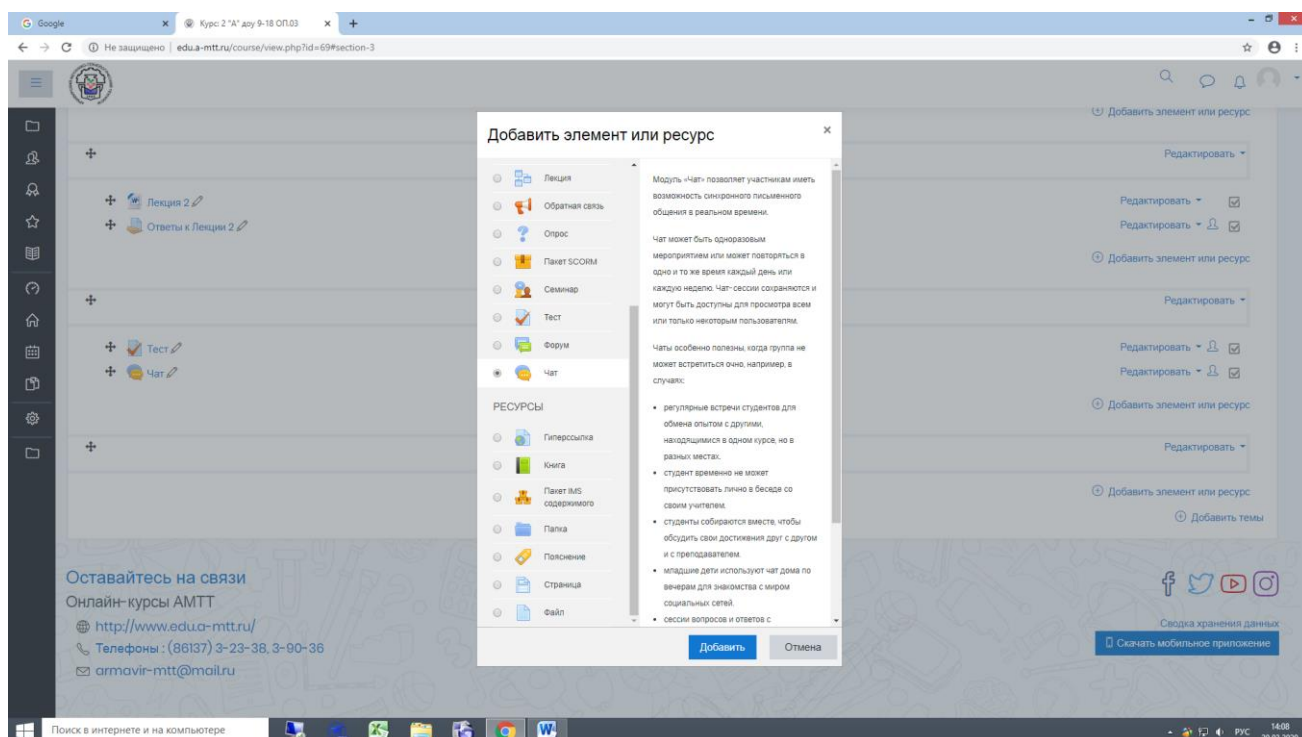 Google
Курс: 2 "А" доу 9-18 ОП.03
Не защищено | edu.a-mtt.ru/course/view.php?id=69#section-3
Добавить элемент или ресурс
Редактировать
Лекция 2
Редактировать
Ответы к Лекции 2
Редактировать
Добавить элемент или ресурс
Редактировать
Тест
Редактировать
Чат
Редактировать
Добавить элемент или ресурс
Редактировать
Добавить элемент или ресурс
Добавить темы
Добавить элемент или ресурс
Лекция
Обратная связь
Опрос
Пакет SCORM
Семинар
Тест
Форум
Чат
РЕСУРСЫ
Гиперссылка
Книга
Пакет IMS
содержимого
Папка
Пояснение
Страница
Файл
Модуль «Чат» позволяет участникам иметь
возможность синхронного письменного
общения в реальном времени.
Чат может быть одноразовым
мероприятием или может повторяться в
одно и то же время каждый день или
каждую неделю. Чат-сессии сохраняются и
могут быть доступны для просмотра всем
или только некоторым пользователям.
Чаты особенно полезны, когда группа не
может встретиться очно, например, в
случаях:
• регулярные встречи студентов для
обмена опытом с другими,
находящимися в одном курсе, но в
разных местах.
• студент временно не может
присутствовать лично в беседе со
своим учителем.
• студенты собираются вместе, чтобы
обсудить свои достижения друг с другом
и с преподавателем.
• младшие дети используют чат дома по
вечерам для знакомства с миром
социальных сетей.
• сессии вопросов и ответов с
Добавить
Отмена
Оставайтесь на связи
Онлайн-курсы АМТТ
http://www.edu.a-mtt.ru/
Телефоны : (86137) 3-23-38, 3-90-36
armavir-mtt@mail.ru
Сводка хранения данных
Скачать мобильное приложение
Поиск в интернете и на компьютере
РУС
14:08